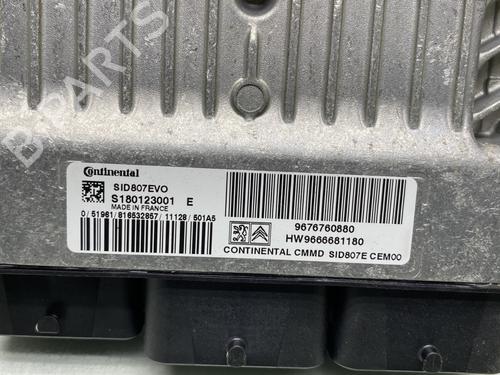 B-PARTS
Continental
SID807EVO
S180123001 E
MADE IN FRANCE
0/51961/816532857/11128/501A5
9676760880
HW9666681180
CONTINENTAL CMMD SID807E CEM00